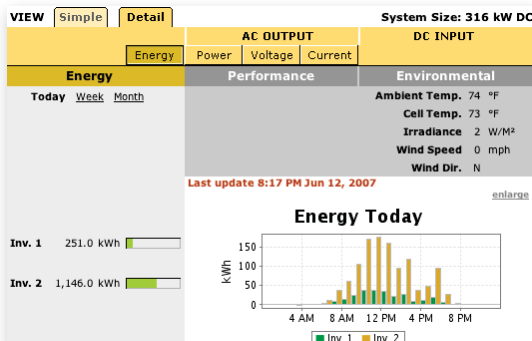 VIEW Simple Detail System Size: 316 kW DC
AC OUTPUT DC INPUT
Energy Power Voltage Current
Energy Performance Environmental
Today Week Month
Ambient Temp. 74 °F
Cell Temp. 73 °F
Irradiance 2 W/M²
Wind Speed 0 mph
Wind Dir. N
Last update 8:17 PM Jun 12, 2007
enlarge
Energy Today
Inv. 1 251.0 kWh
Inv. 2 1,146.0 kWh
kWh
150
100
50
0
4 AM 8 AM 12 PM 4 PM 8 PM
Inv. 1 Inv. 2